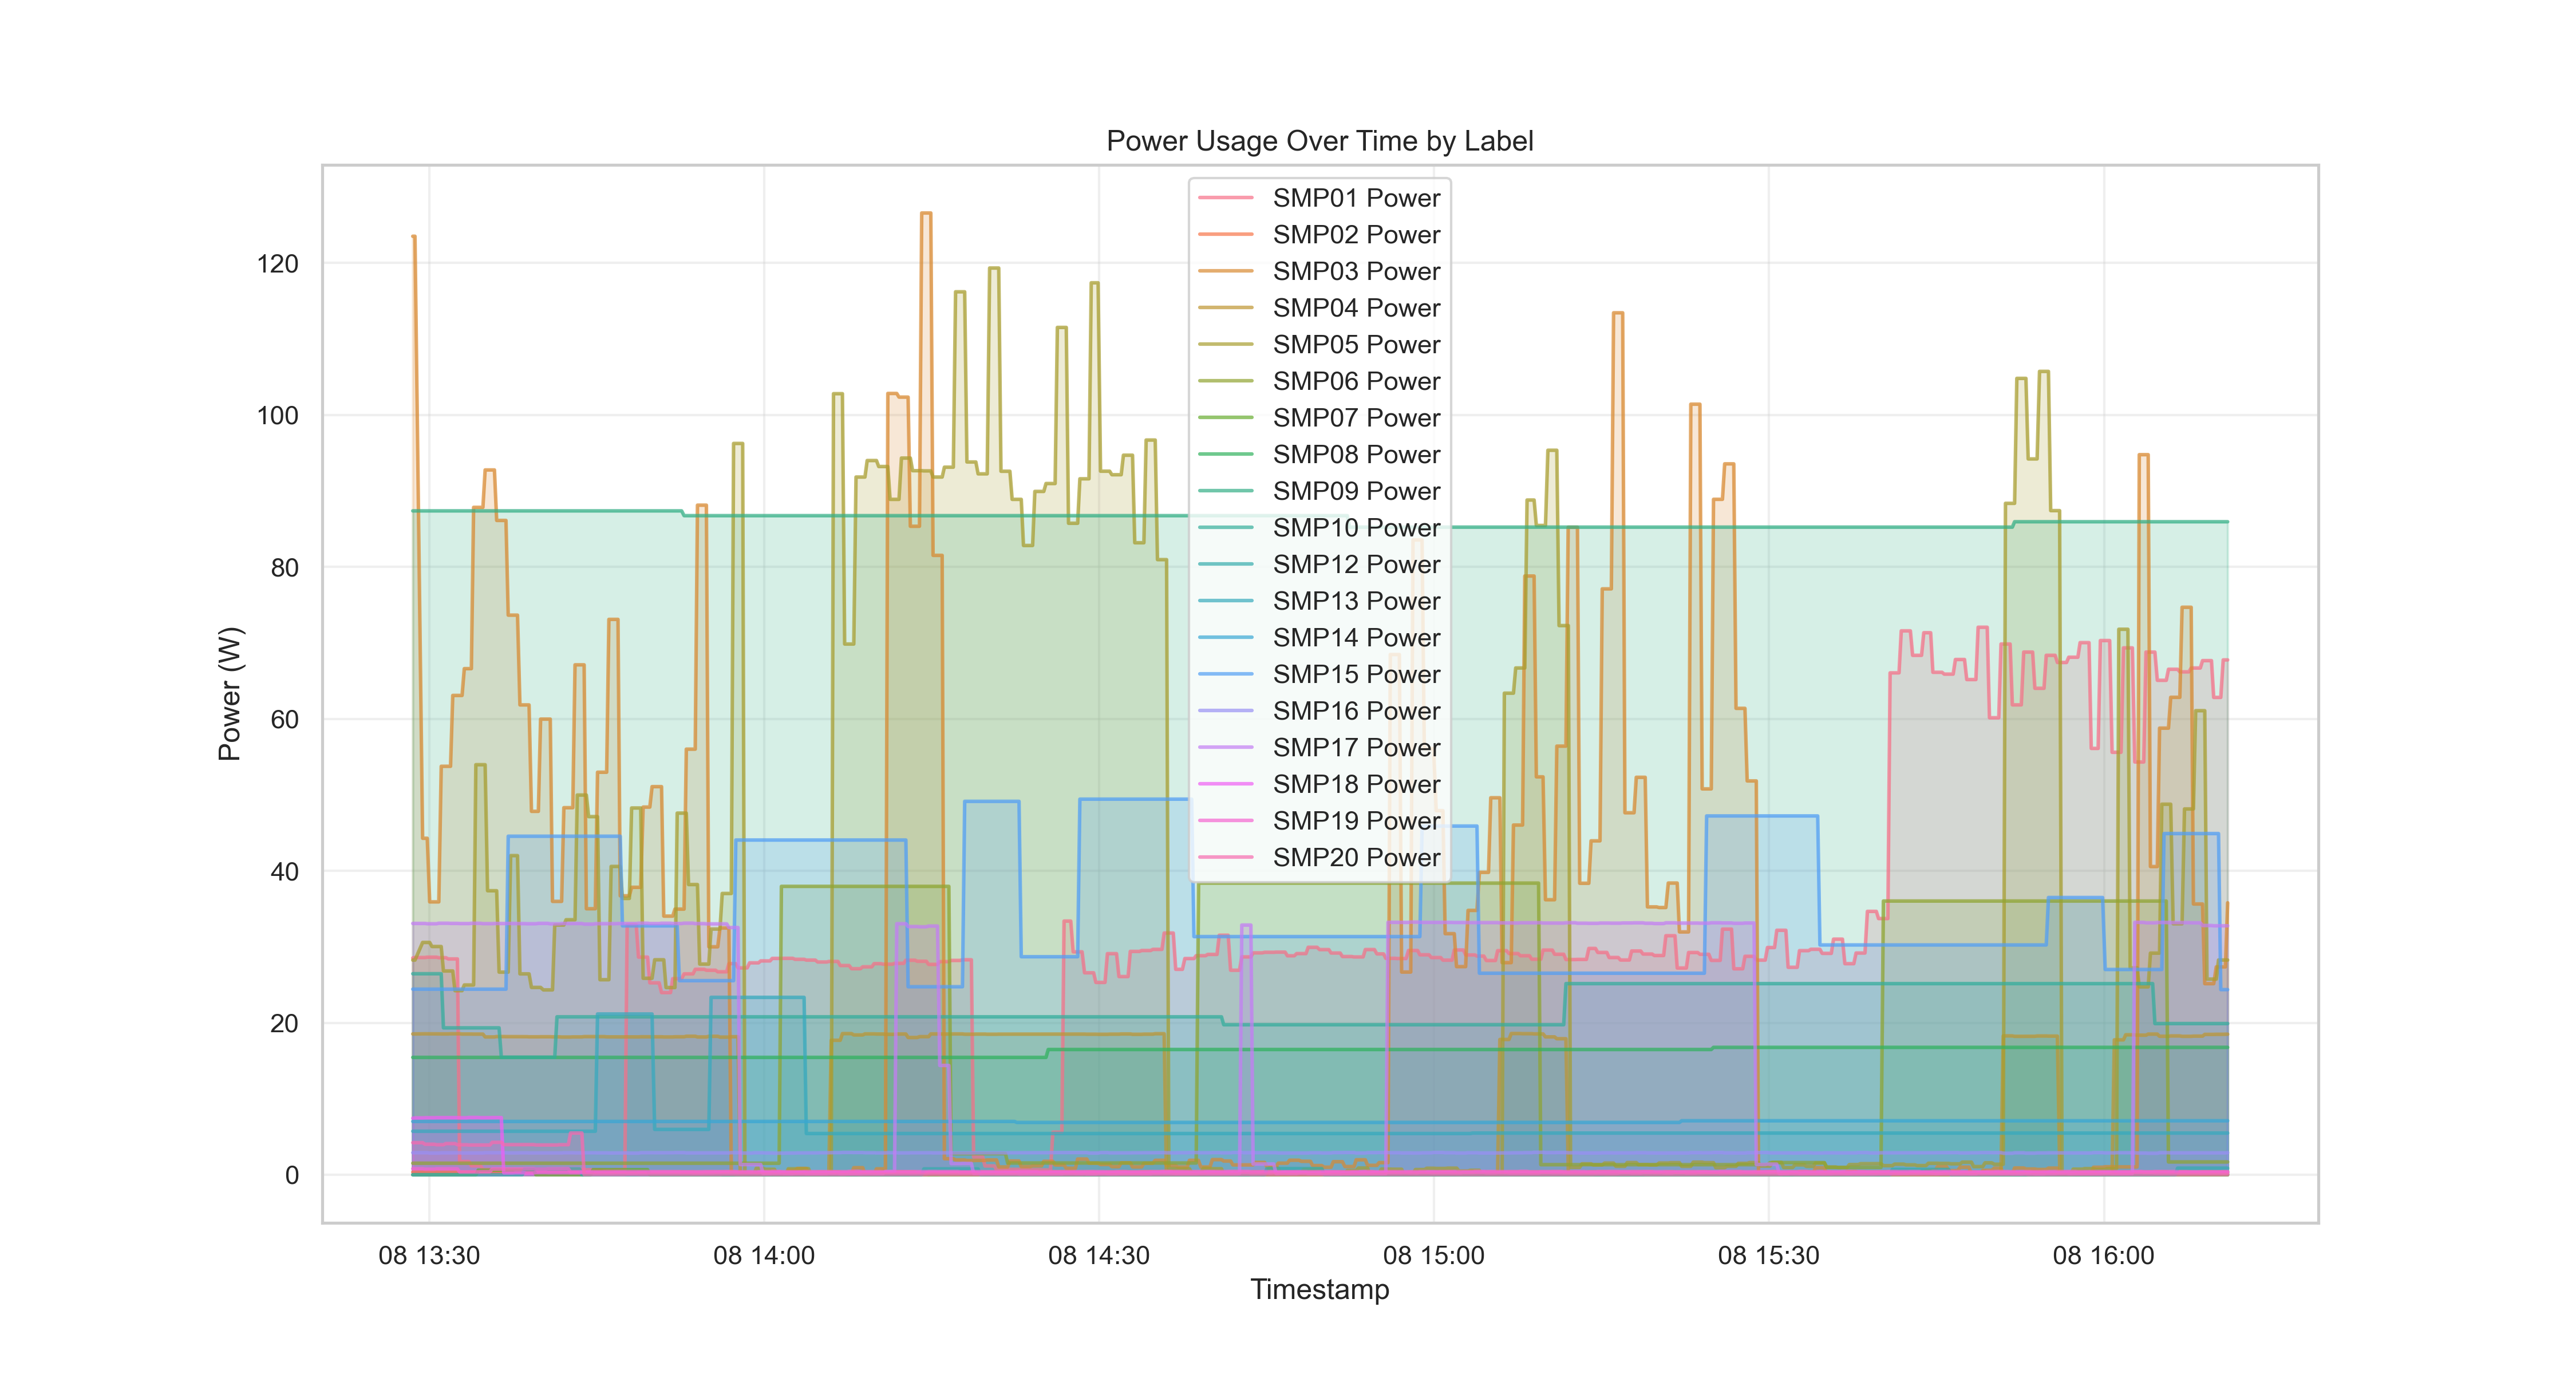 Power Usage Over Time by Label
SMP01 Power
SMP02 Power
SMP03 Power
SMP04 Power
SMP05 Power
SMP06 Power
SMP07 Power
SMP08 Power
SMP09 Power
SMP10 Power
SMP12 Power
SMP13 Power
SMP14 Power
SMP15 Power
SMP16 Power
SMP17 Power
SMP18 Power
SMP19 Power
SMP20 Power
Power (W)
120
100
80
60
40
20
0
08 13:30 08 14:00 08 14:30 08 15:00 08 15:30 08 16:00
Timestamp